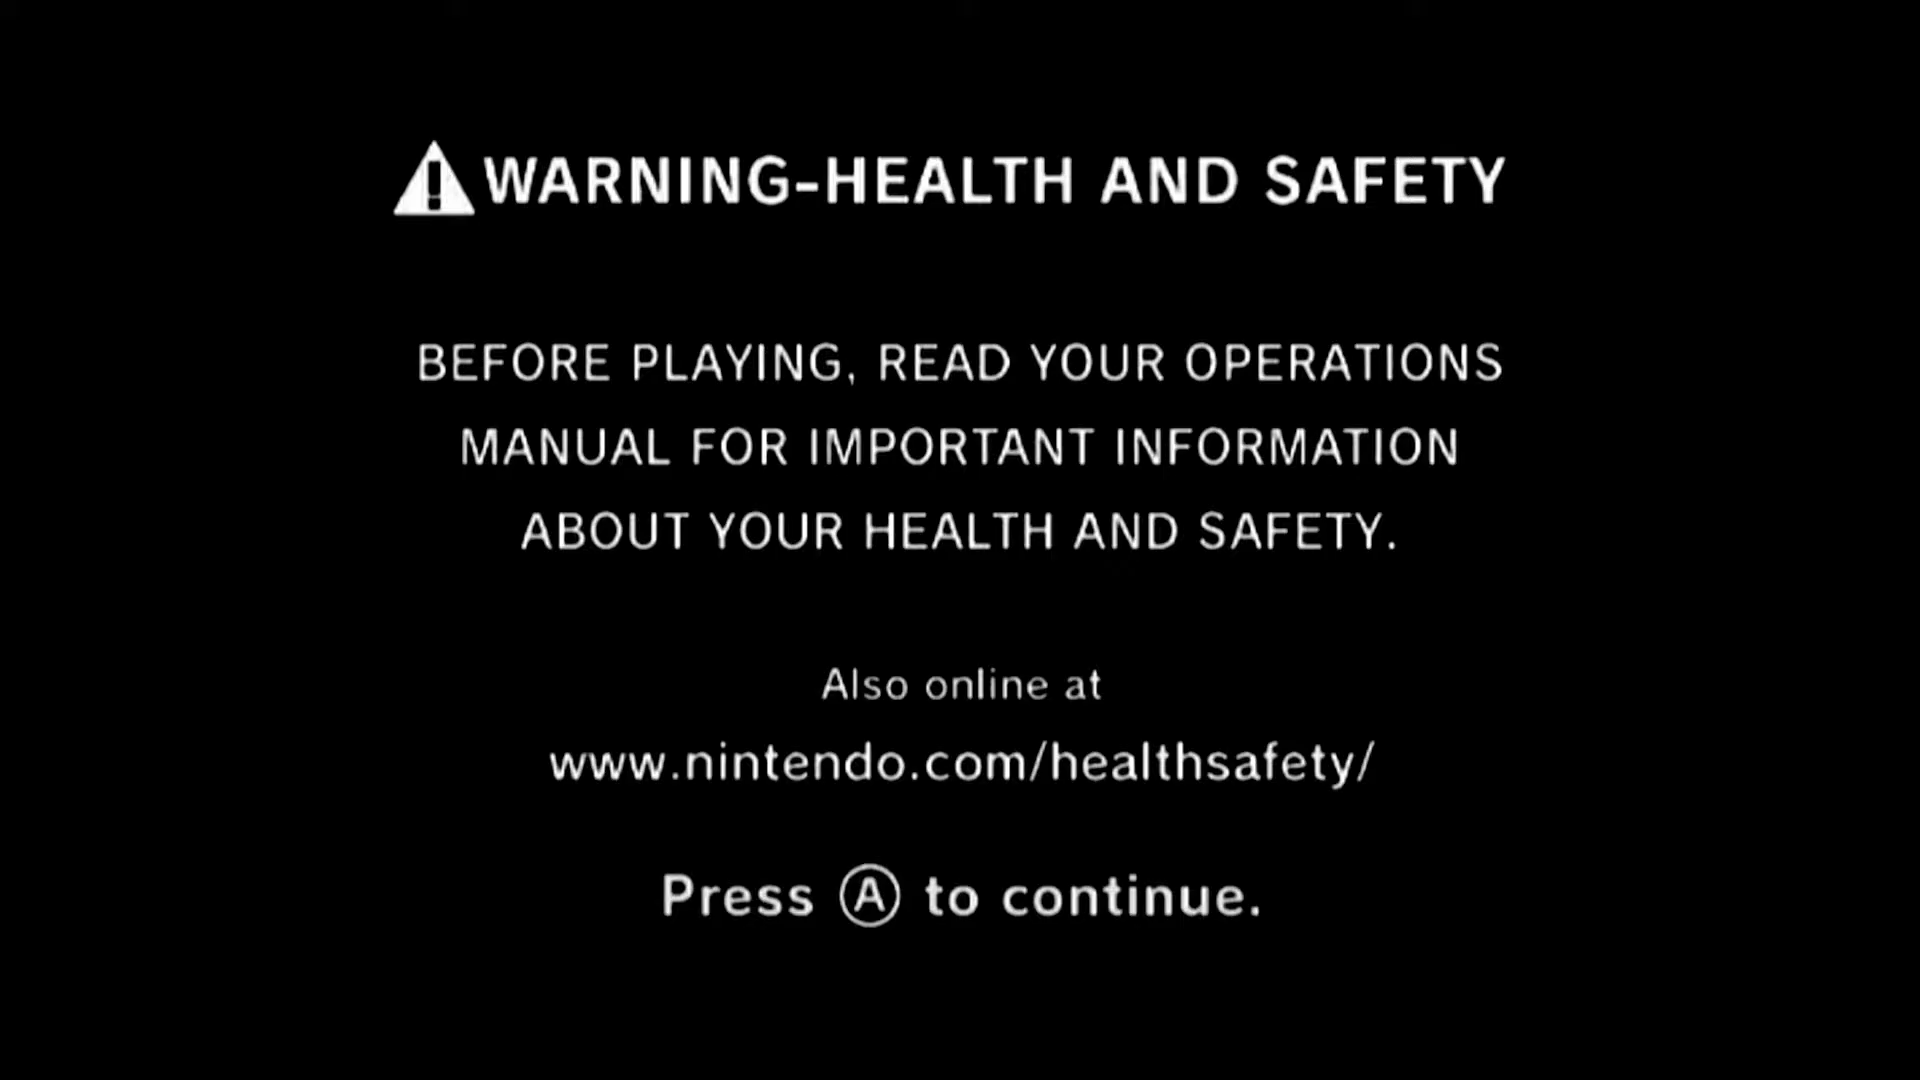 ⚠WARNING-HEALTH AND SAFETY
BEFORE PLAYING, READ YOUR OPERATIONS
MANUAL FOR IMPORTANT INFORMATION
ABOUT YOUR HEALTH AND SAFETY.
Also online at
www.nintendo.com/healthsafety/
Press Ⓐ to continue.